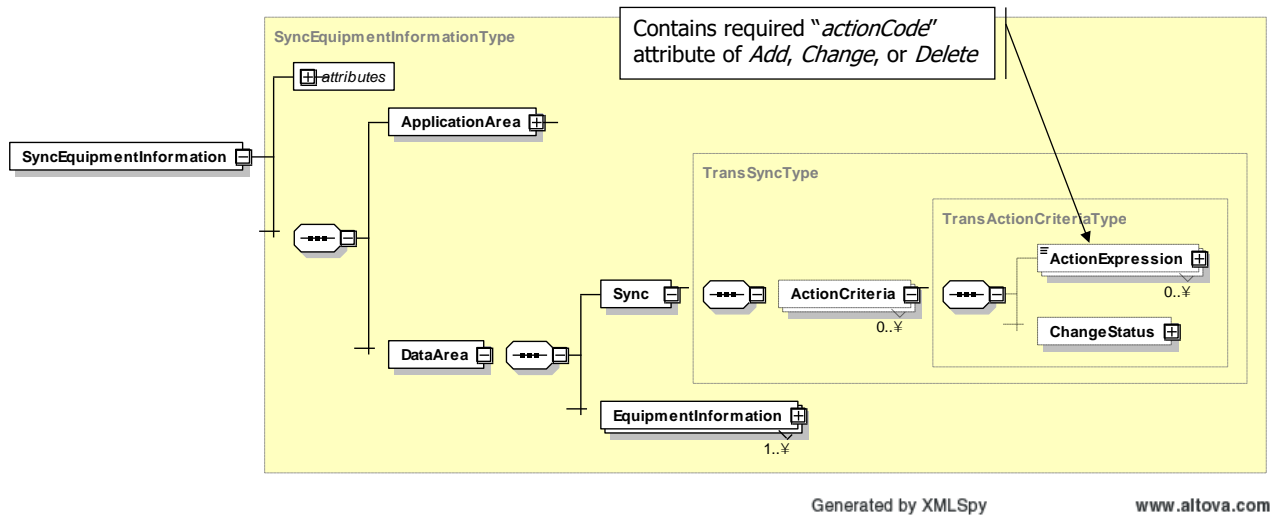 Contains required “actionCode”
attribute of Add, Change, or Delete
SyncEquipmentInformationType
attributes
ApplicationArea
SyncEquipmentInformation
TransSyncType
TransActionCriteriaType
ActionExpression
0..¥
Sync
ActionCriteria
0..¥
ChangeStatus
DataArea
EquipmentInformation
1..¥
Generated by XMLSpy www.altova.com